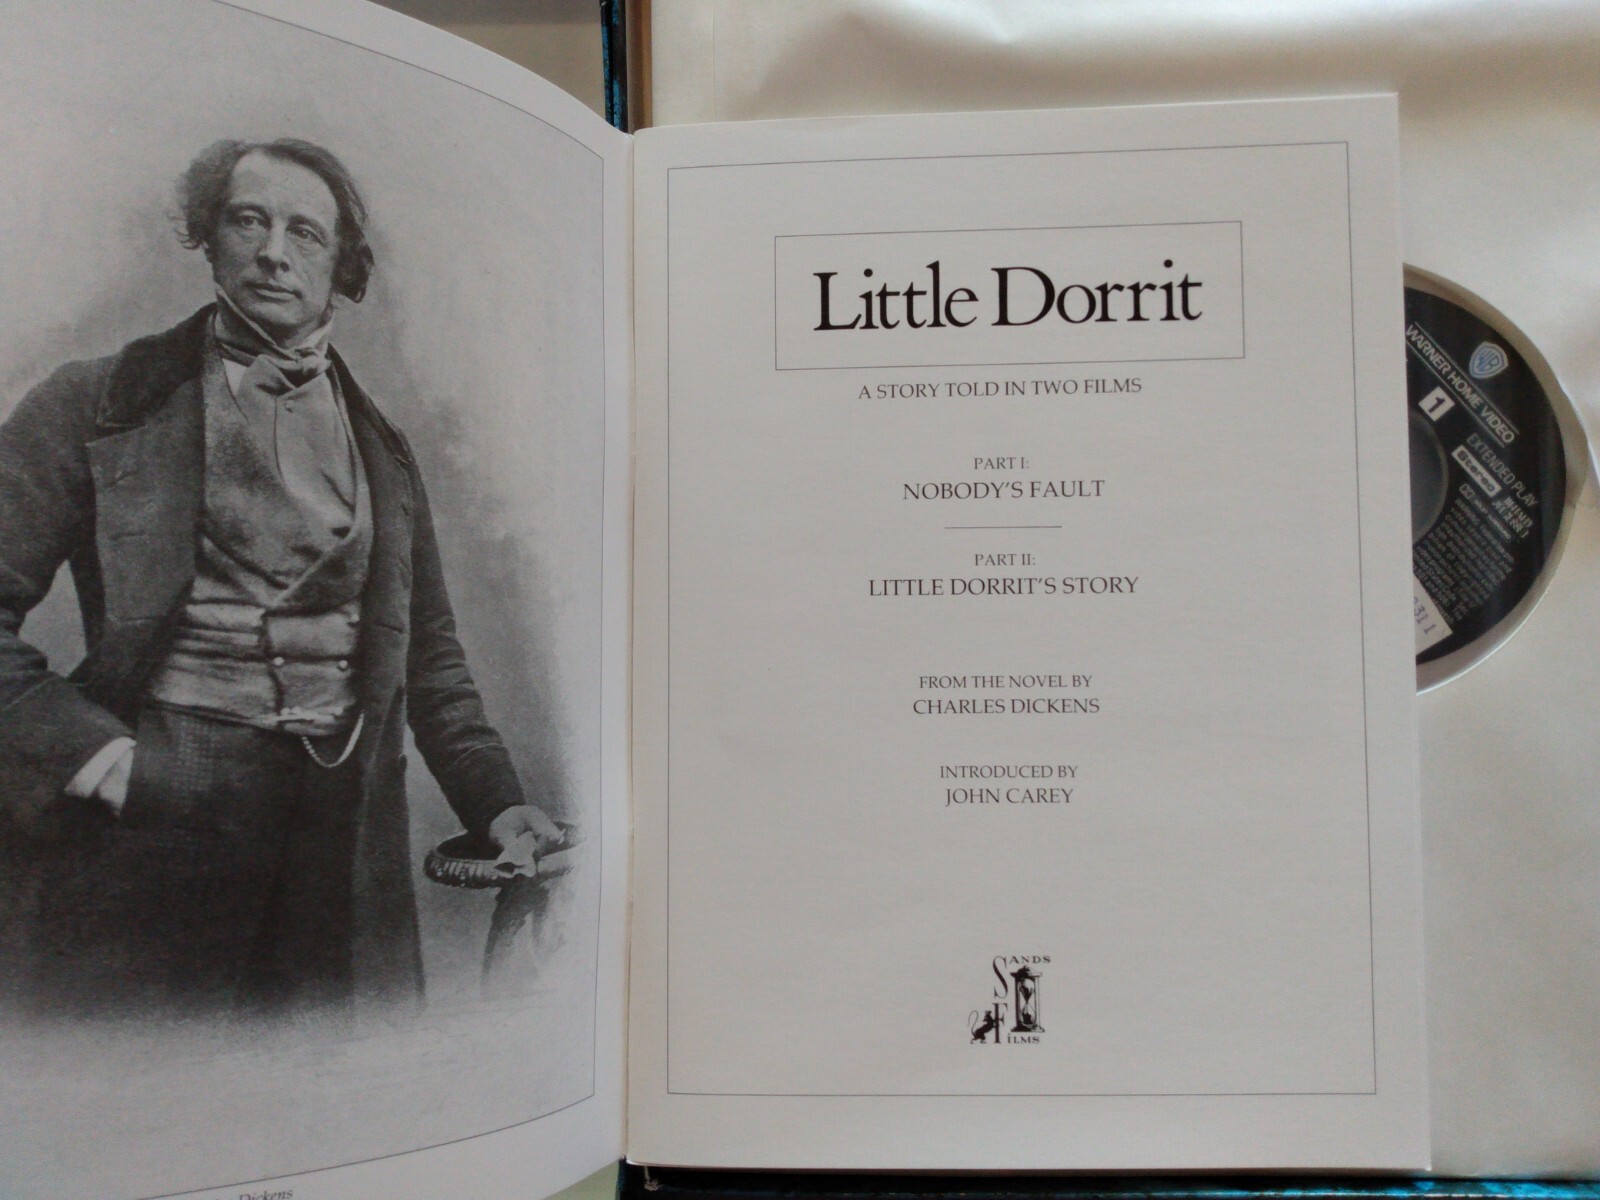 Little Dorrit
A STORY TOLD IN TWO FILMS
PART I:
NOBODY'S FAULT
PART II:
LITTLE DORRIT'S STORY
FROM THE NOVEL BY
CHARLES DICKENS
INTRODUCED BY
JOHN CAREY
SANDS
FILMS
Dickens
WB
WARNER HOME VIDEO
1
EXTENDED PLAY
Stereo